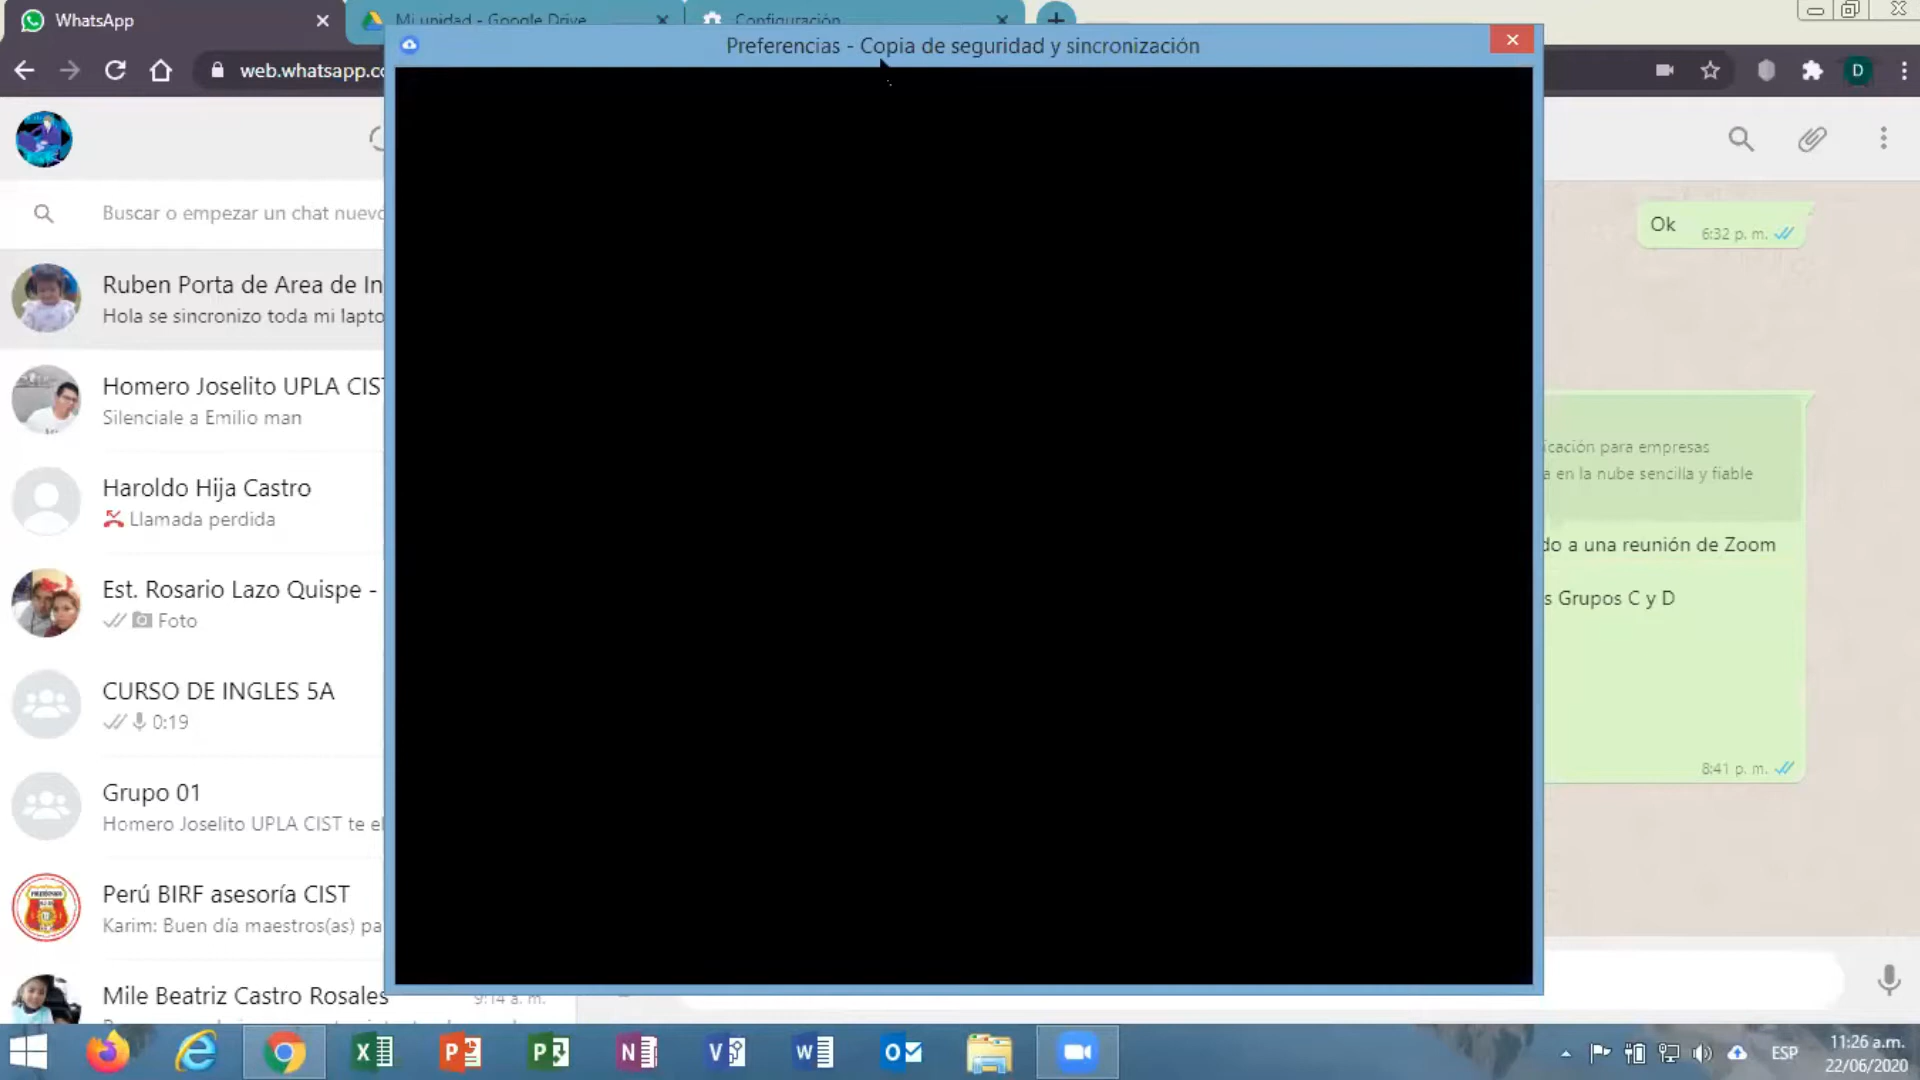 WhatsApp
Mi unidad - Google Drive
Configuración
Preferencias - Copia de seguridad y sincronización
web.whatsapp.co
D
Buscar o empezar un chat nuevo
Ruben Porta de Area de In
Hola se sincronizo toda mi lapto
Homero Joselito UPLA CIST
Silenciale a Emilio man
Haroldo Hija Castro
Llamada perdida
Est. Rosario Lazo Quispe -
Foto
CURSO DE INGLES 5A
0:19
Grupo 01
Homero Joselito UPLA CIST te el
Perú BIRF asesoría CIST
Karim: Buen día maestros(as) pa
Mile Beatriz Castro Rosales
9:14 a. m.
Ok
6:32 p. m.
icación para empresas
a en la nube sencilla y fiable
do a una reunión de Zoom
s Grupos C y D
8:41 p. m.
ESP
11:26 a.m.
22/06/2020